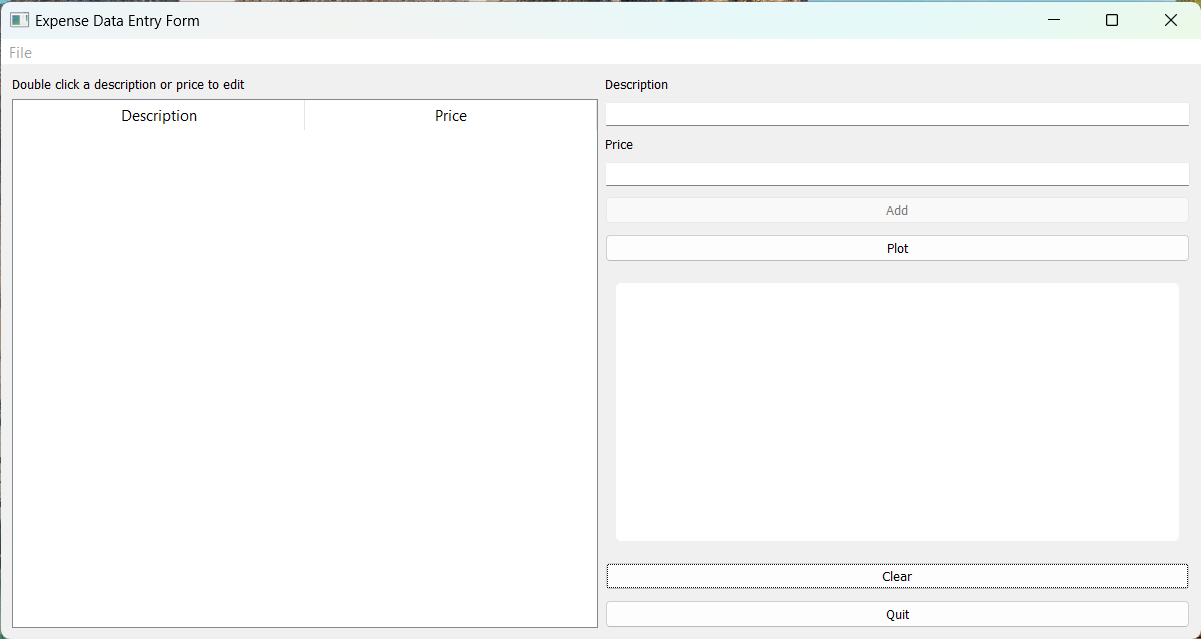 Expense Data Entry Form
File
Double click a description or price to edit
Description
Price
Description
Price
Add
Plot
Clear
Quit